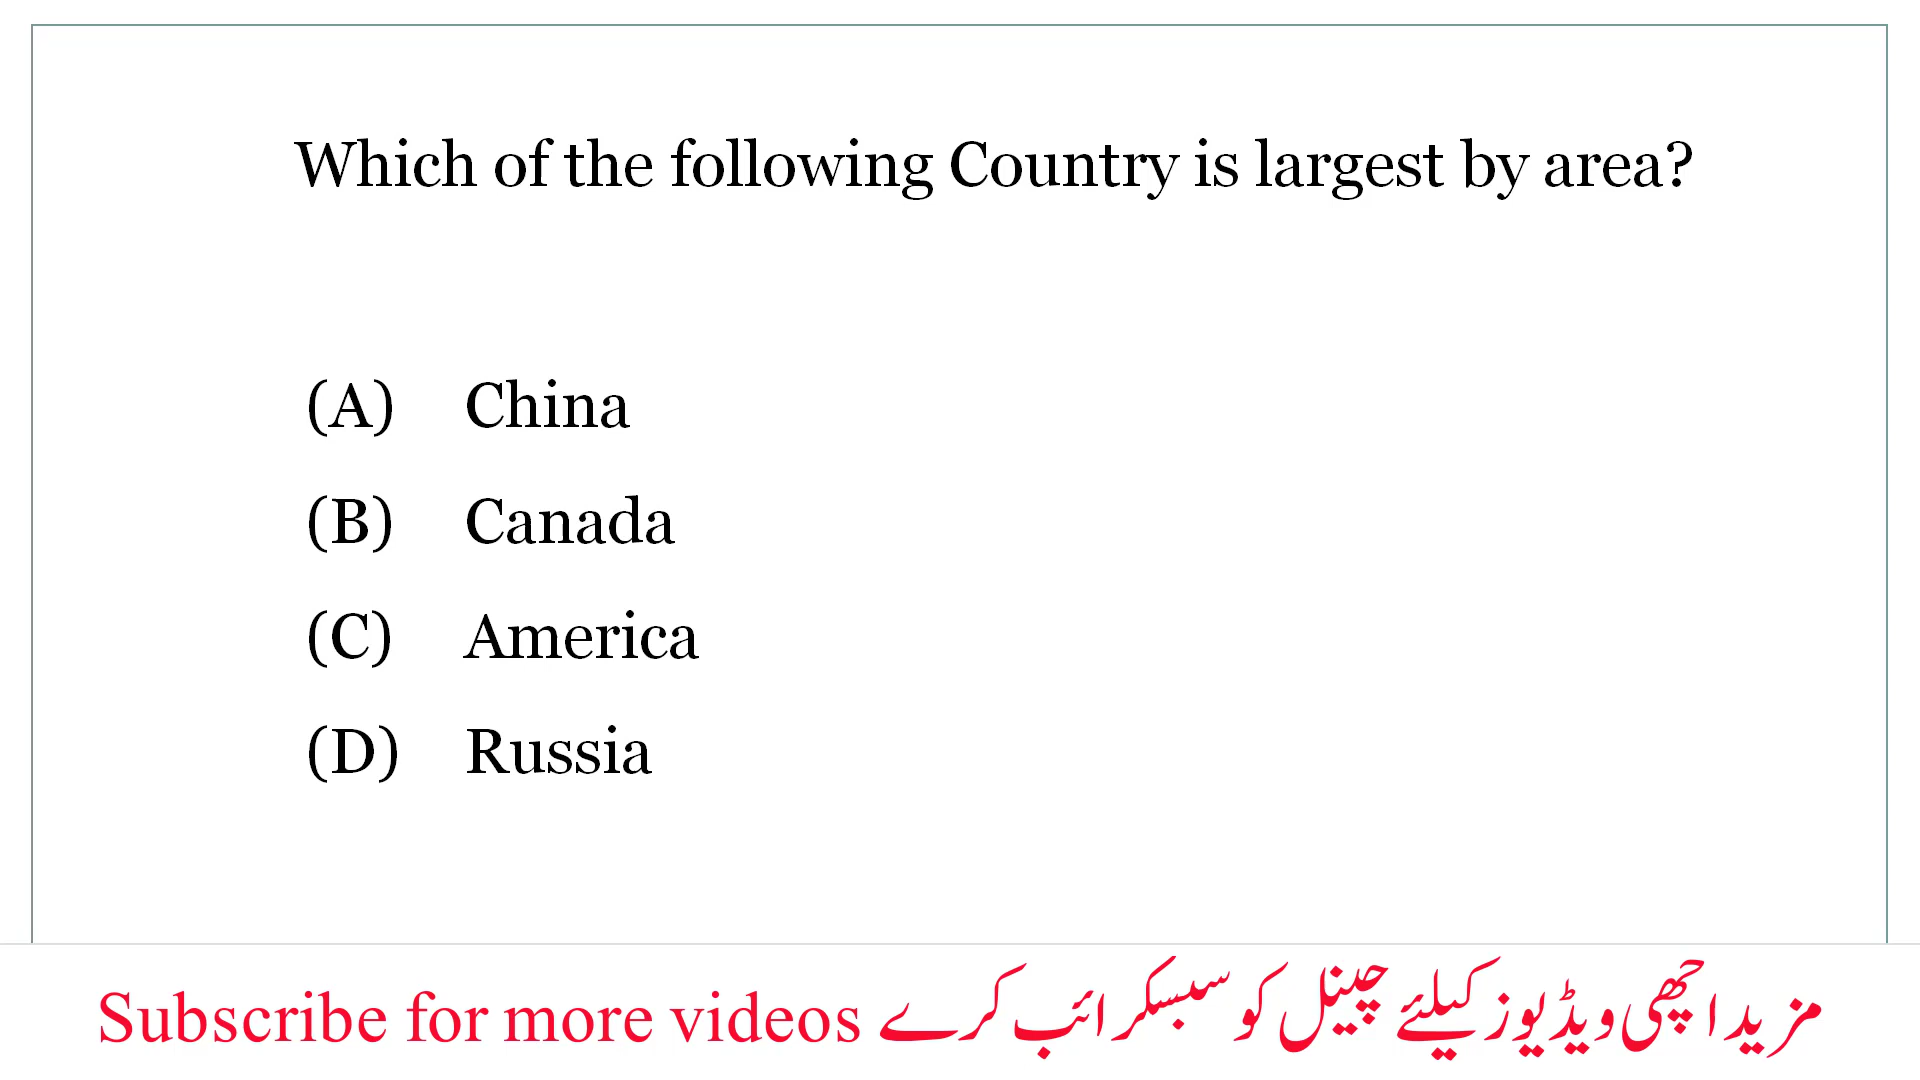 Which of the following Country is largest by area?
(A) China
(B) Canada
(C) America
(D) Russia
Subscribe for more videos مزید اچھی ویڈیوز کیلئے چینل کو سبسکرائب کرے